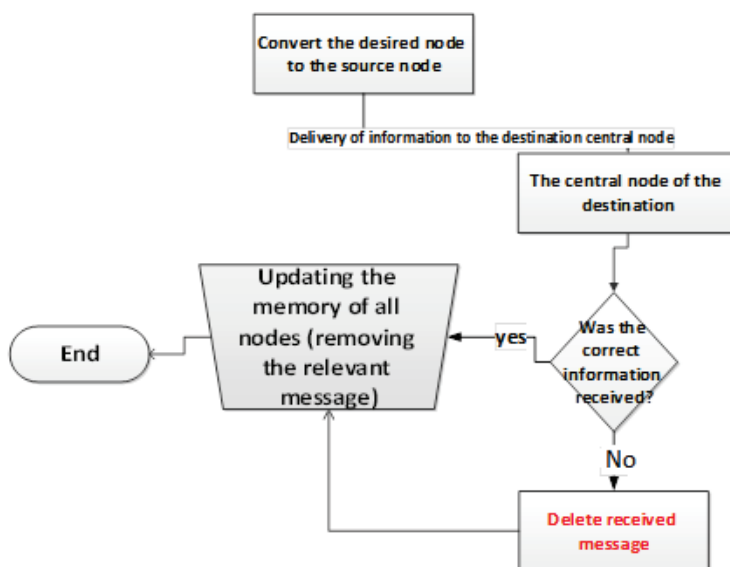 Convert the desired node
to the source node
Delivery of information to the destination central node
The central node of the
destination
Updating the
memory of all
nodes (removing
the relevant
message)
End
yes
Was the
correct
information
received?
No
Delete received
message